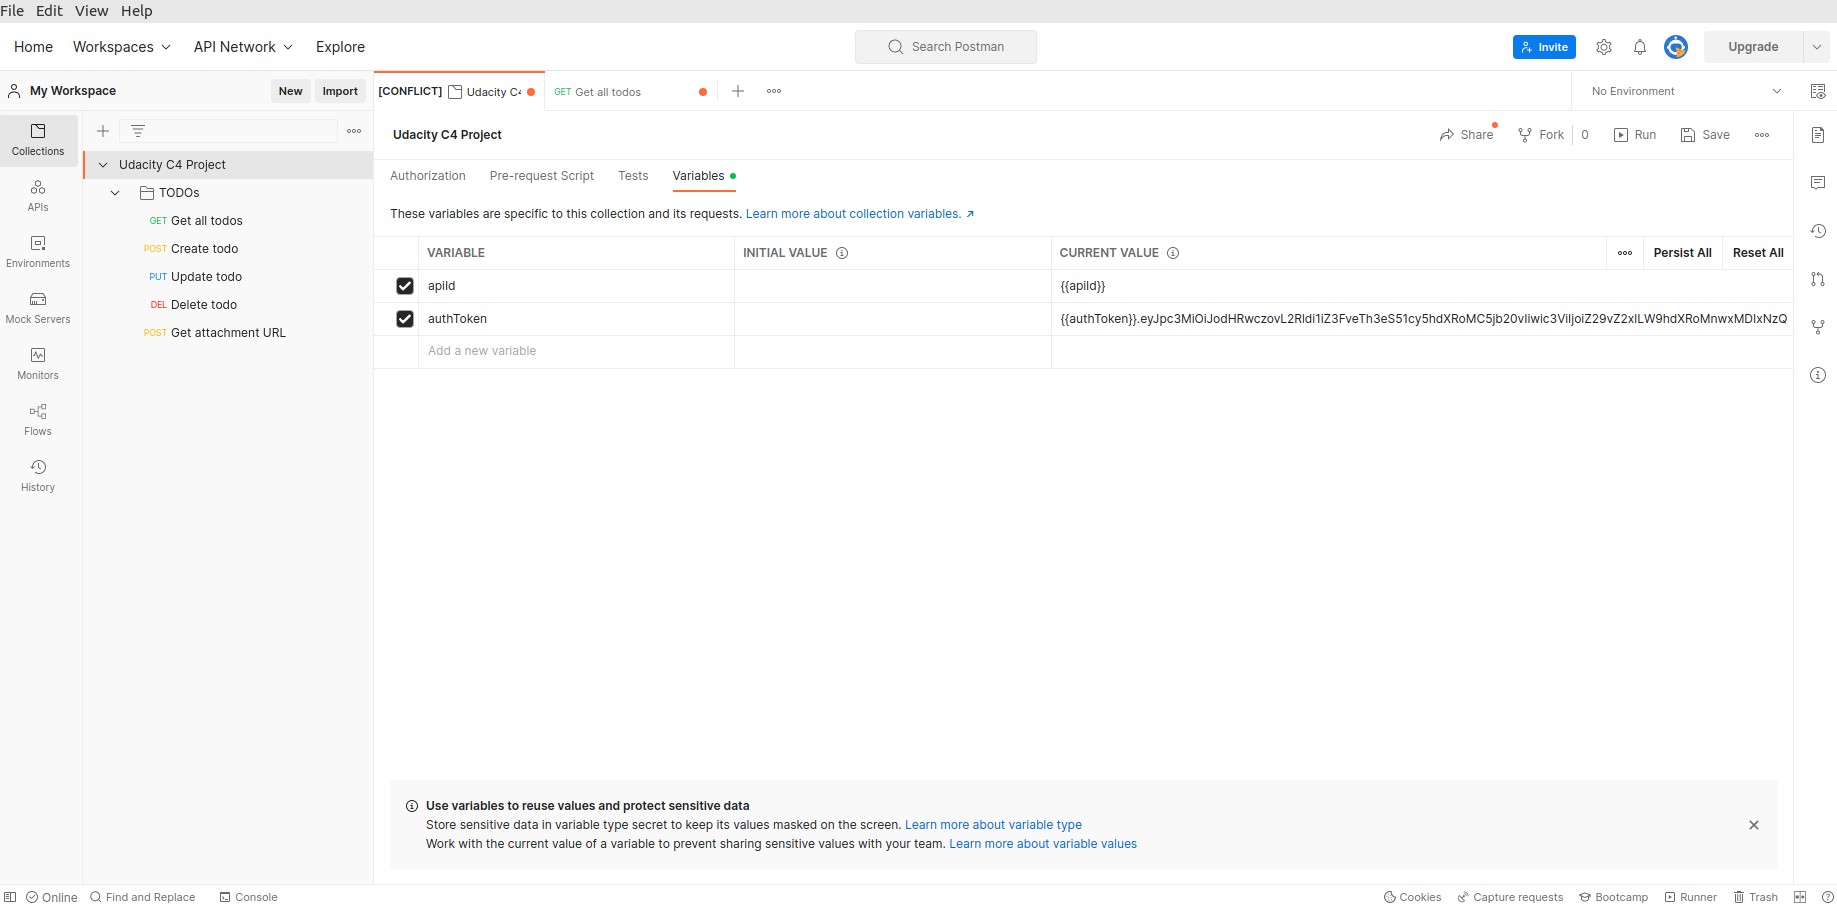 File Edit View Help
Home Workspaces API Network Explore Search Postman Invite Upgrade
My Workspace New Import [CONFLICT] Udacity C4 GET Get all todos No Environment
Collections
Udacity C4 Project
TODOs
GET Get all todos
POST Create todo
PUT Update todo
DEL Delete todo
POST Get attachment URL
APIs
Environments
Mock Servers
Monitors
Flows
History
Udacity C4 Project Share Fork 0 Run Save
Authorization Pre-request Script Tests Variables
These variables are specific to this collection and its requests. Learn more about collection variables. ↗
VARIABLE INITIAL VALUE CURRENT VALUE Persist All Reset All
apiId {{apiId}}
authToken
Add a new variable
Use variables to reuse values and protect sensitive data
Store sensitive data in variable type secret to keep its values masked on the screen. Learn more about variable type
Work with the current value of a variable to prevent sharing sensitive values with your team. Learn more about variable values
Online Find and Replace Console Cookies Capture requests Bootcamp Runner Trash